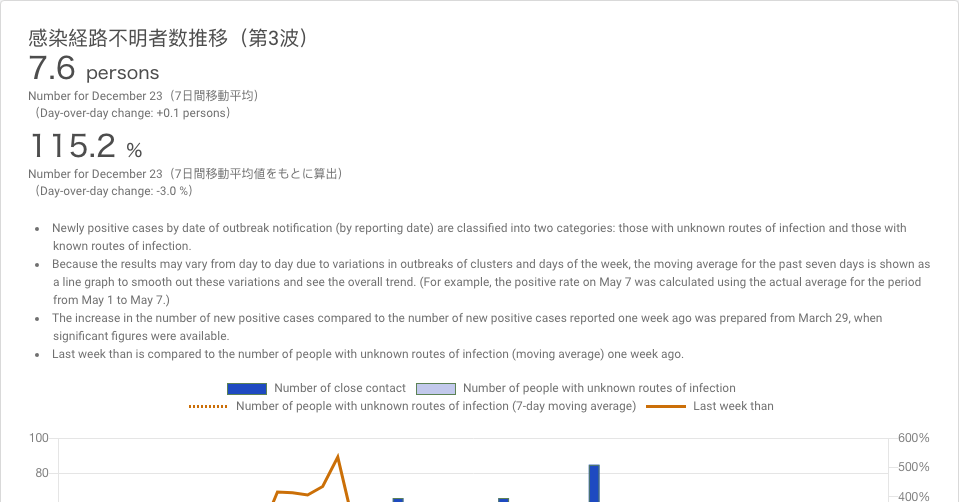 感染経路不明者数推移（第3波）
7.6 persons
Number for December 23（7日間移動平均）
（Day-over-day change: +0.1 persons）
115.2 %
Number for December 23（7日間移動平均値をもとに算出）
（Day-over-day change: -3.0 %）
Newly positive cases by date of outbreak notification (by reporting date) are classified into two categories: those with unknown routes of infection and those with
known routes of infection.
Because the results may vary from day to day due to variations in outbreaks of clusters and days of the week, the moving average for the past seven days is shown as
a line graph to smooth out these variations and see the overall trend. (For example, the positive rate on May 7 was calculated using the actual average for the period
from May 1 to May 7.)
The increase in the number of new positive cases compared to the number of new positive cases reported one week ago was prepared from March 29, when
significant figures were available.
Last week than is compared to the number of people with unknown routes of infection (moving average) one week ago.
Number of close contact Number of people with unknown routes of infection
Number of people with unknown routes of infection (7-day moving average) Last week than
100 600%
500%
80
400%